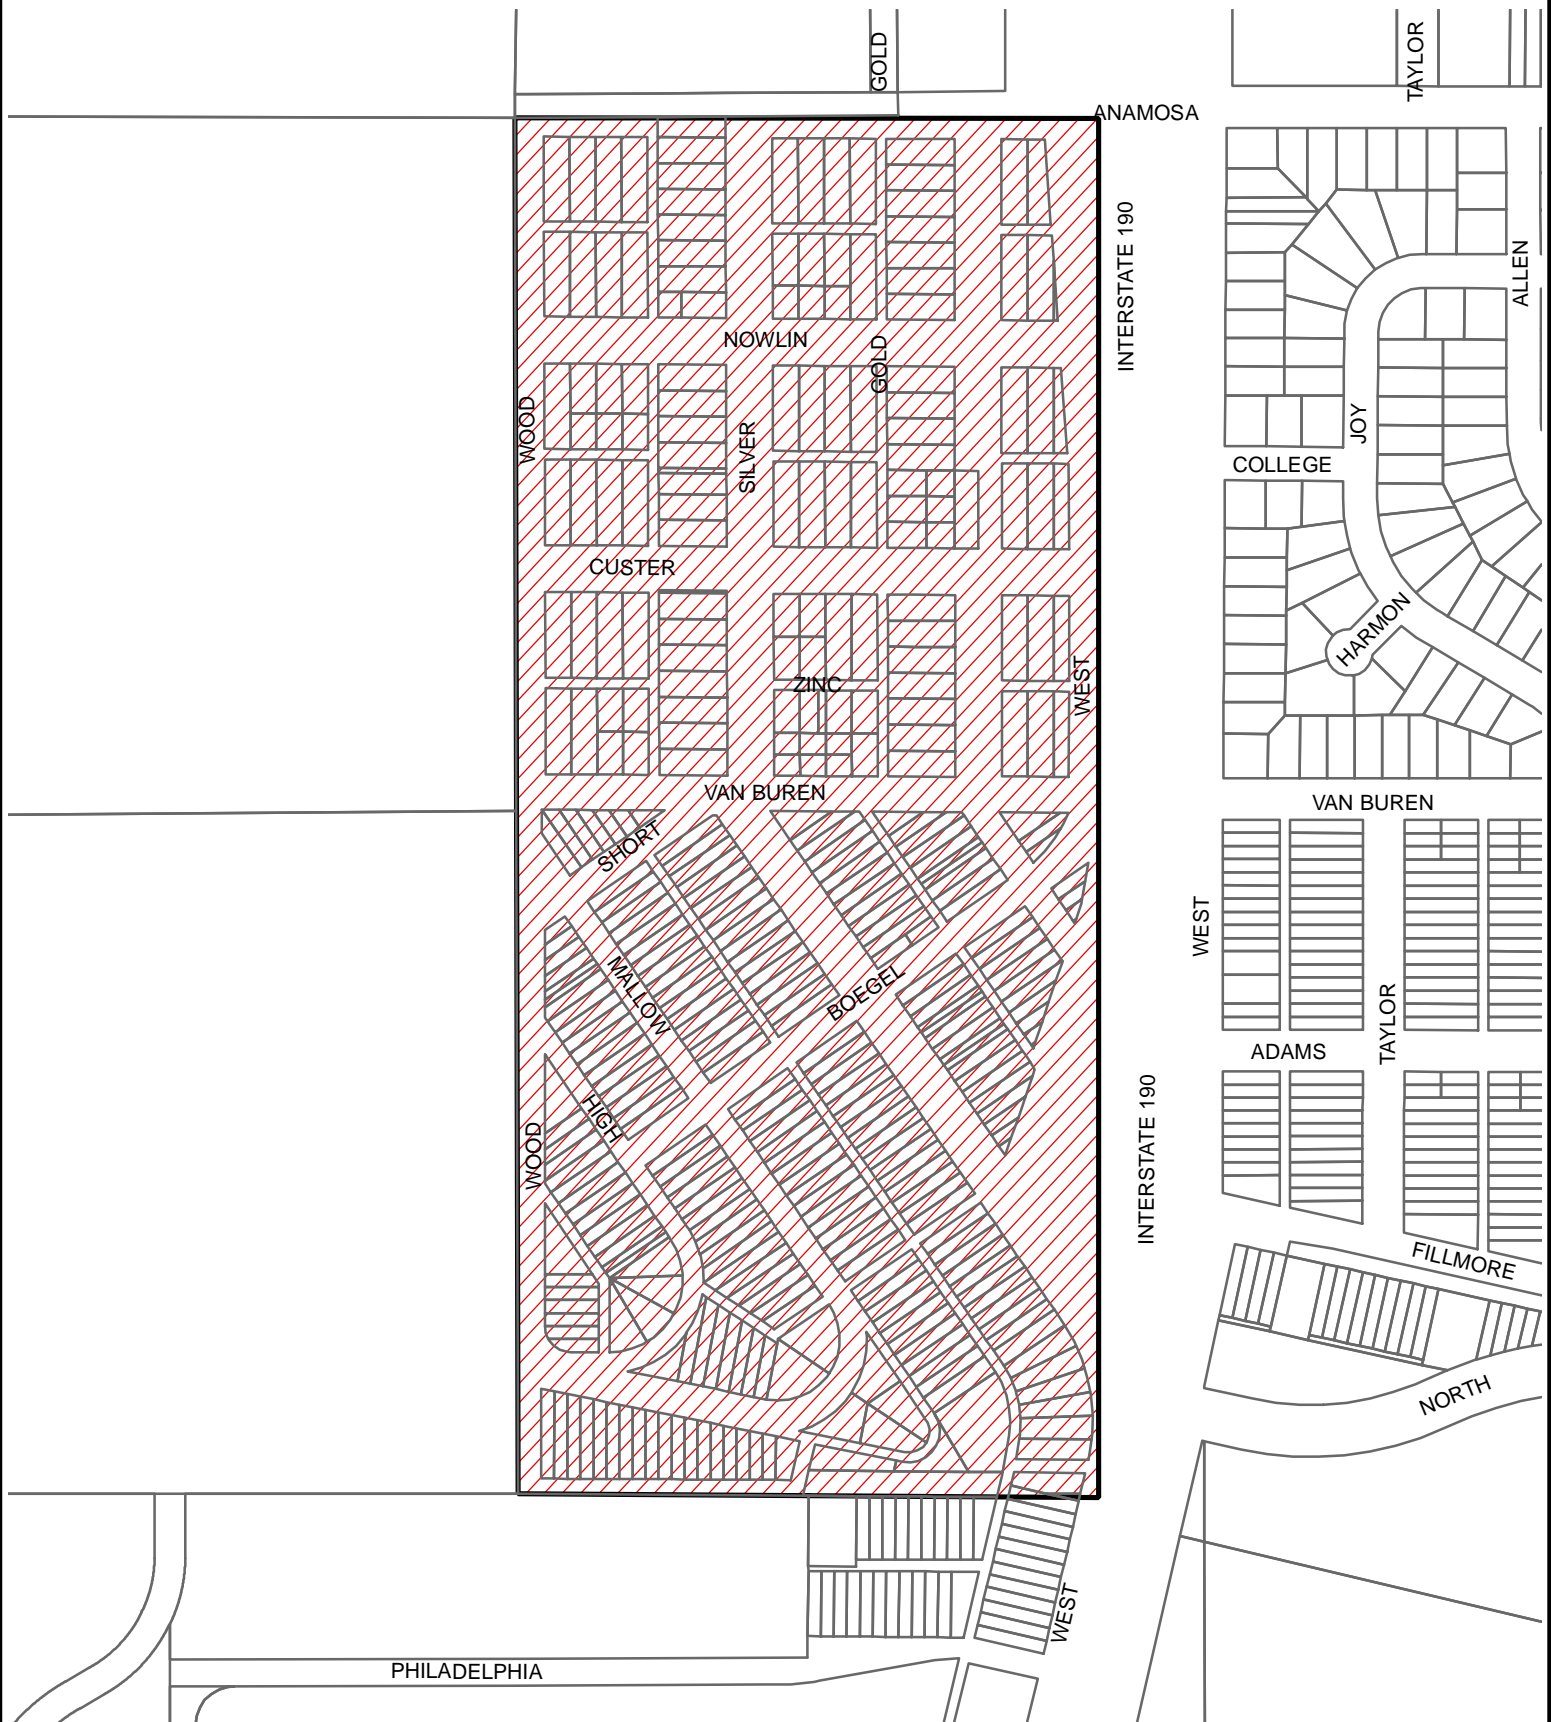 GOLD
TAYLOR
ANAMOSA
INTERSTATE 190
ALLEN
NOWLIN
GOLD
WOOD
SILVER
JOY
COLLEGE
CUSTER
HARMON
ZINC
WEST
VAN BUREN
VAN BUREN
SHORT
WEST
MALLOW
BOEGEL
TAYLOR
ADAMS
HIGH
WOOD
INTERSTATE 190
FILLMORE
NORTH
WEST
PHILADELPHIA